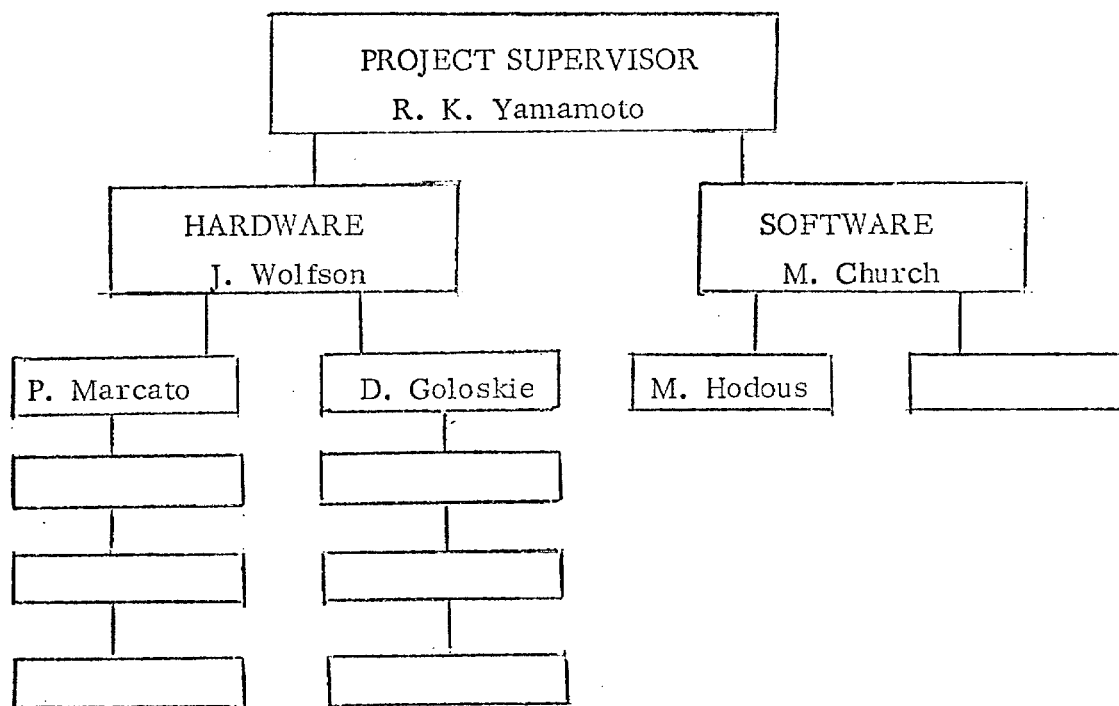 PROJECT SUPERVISOR
R. K. Yamamoto
HARDWARE
J. Wolfson
SOFTWARE
M. Church
P. Marcato
D. Goloskie
M. Hodous